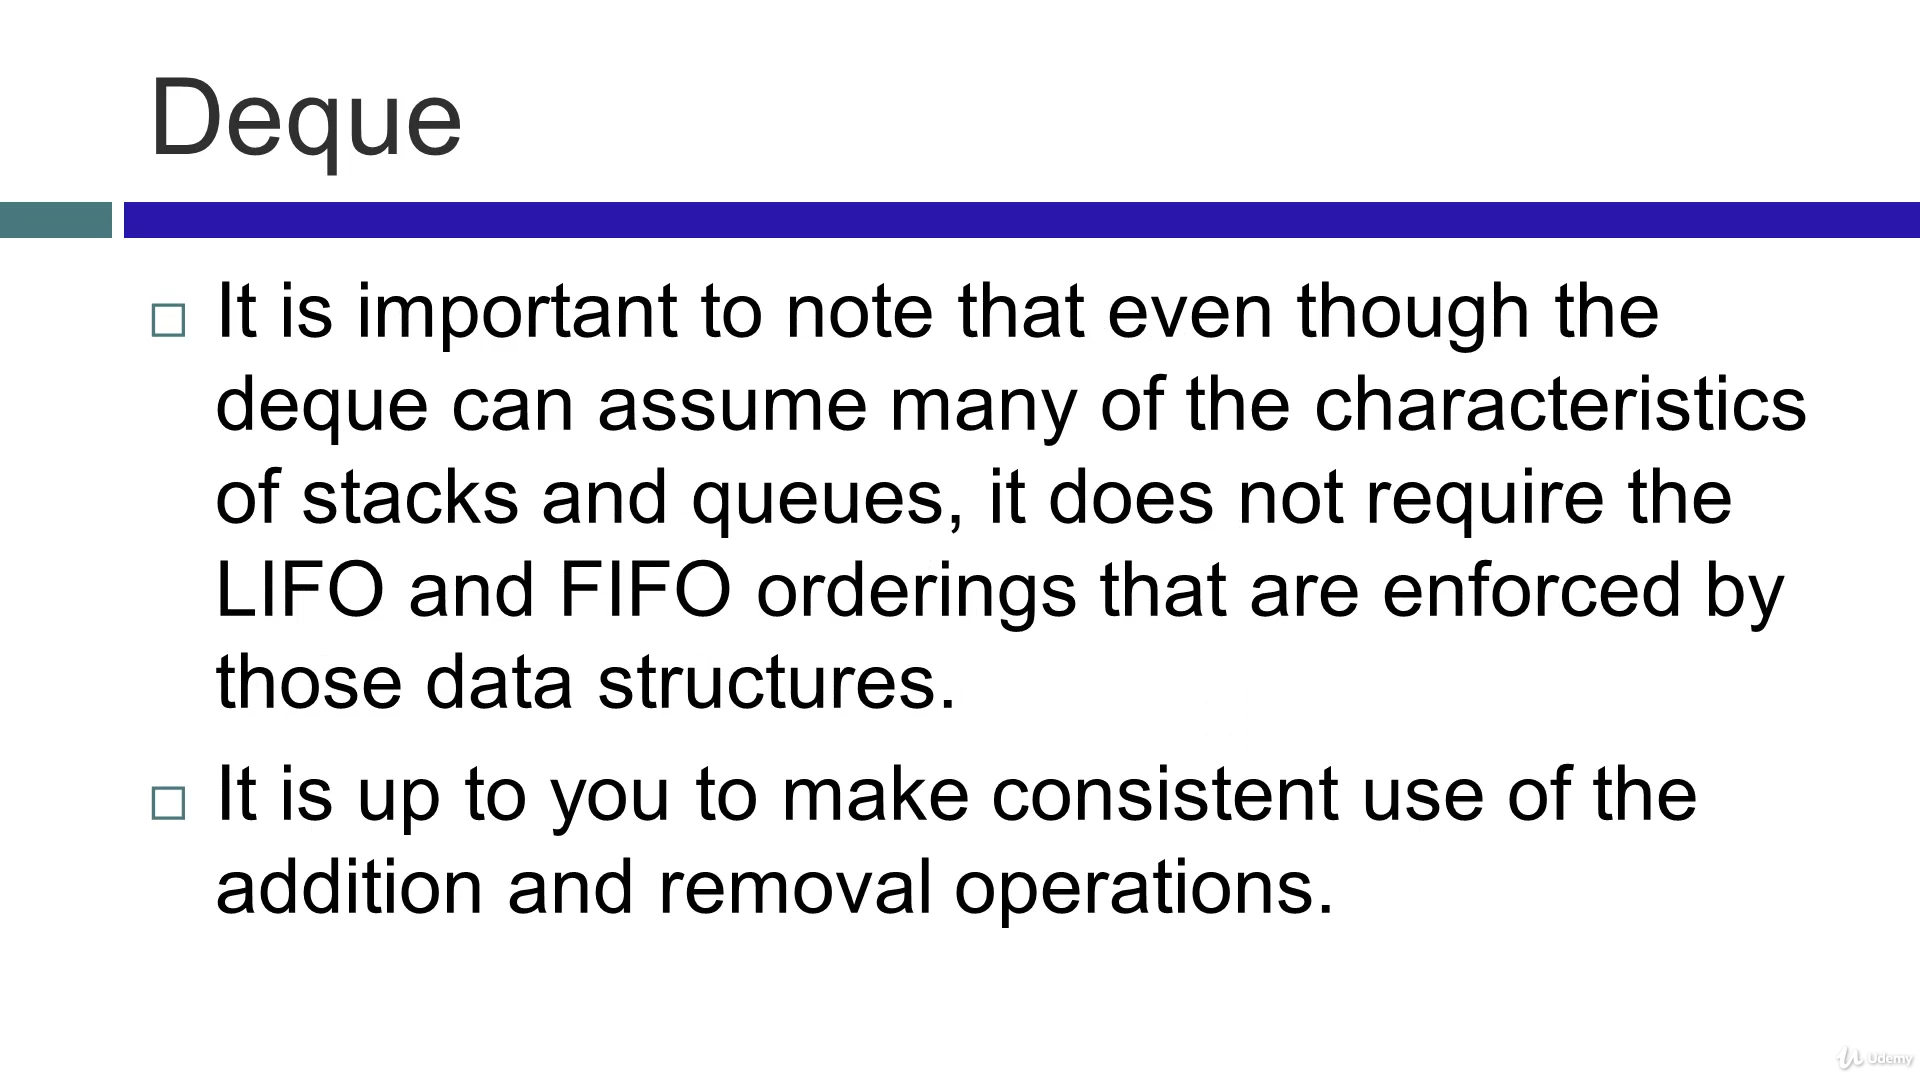 Deque
It is important to note that even though the
deque can assume many of the characteristics
of stacks and queues, it does not require the
LIFO and FIFO orderings that are enforced by
those data structures.
It is up to you to make consistent use of the
addition and removal operations.
Udemy